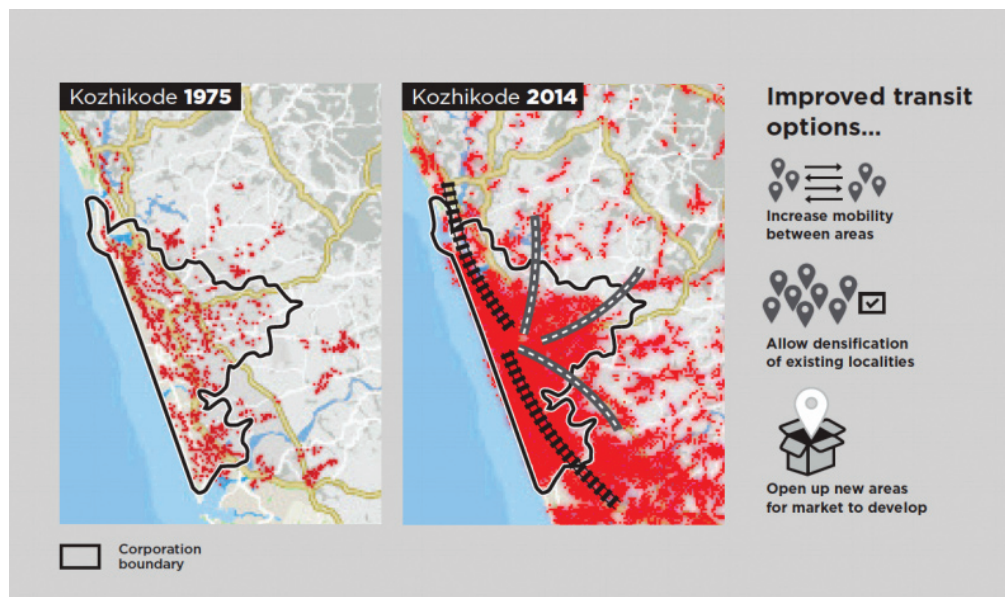 Kozhikode 1975
Kozhikode 2014
Improved transit
options...
Increase mobility
between areas
Allow densification
of existing localities
Open up new areas
for market to develop
Corporation
boundary